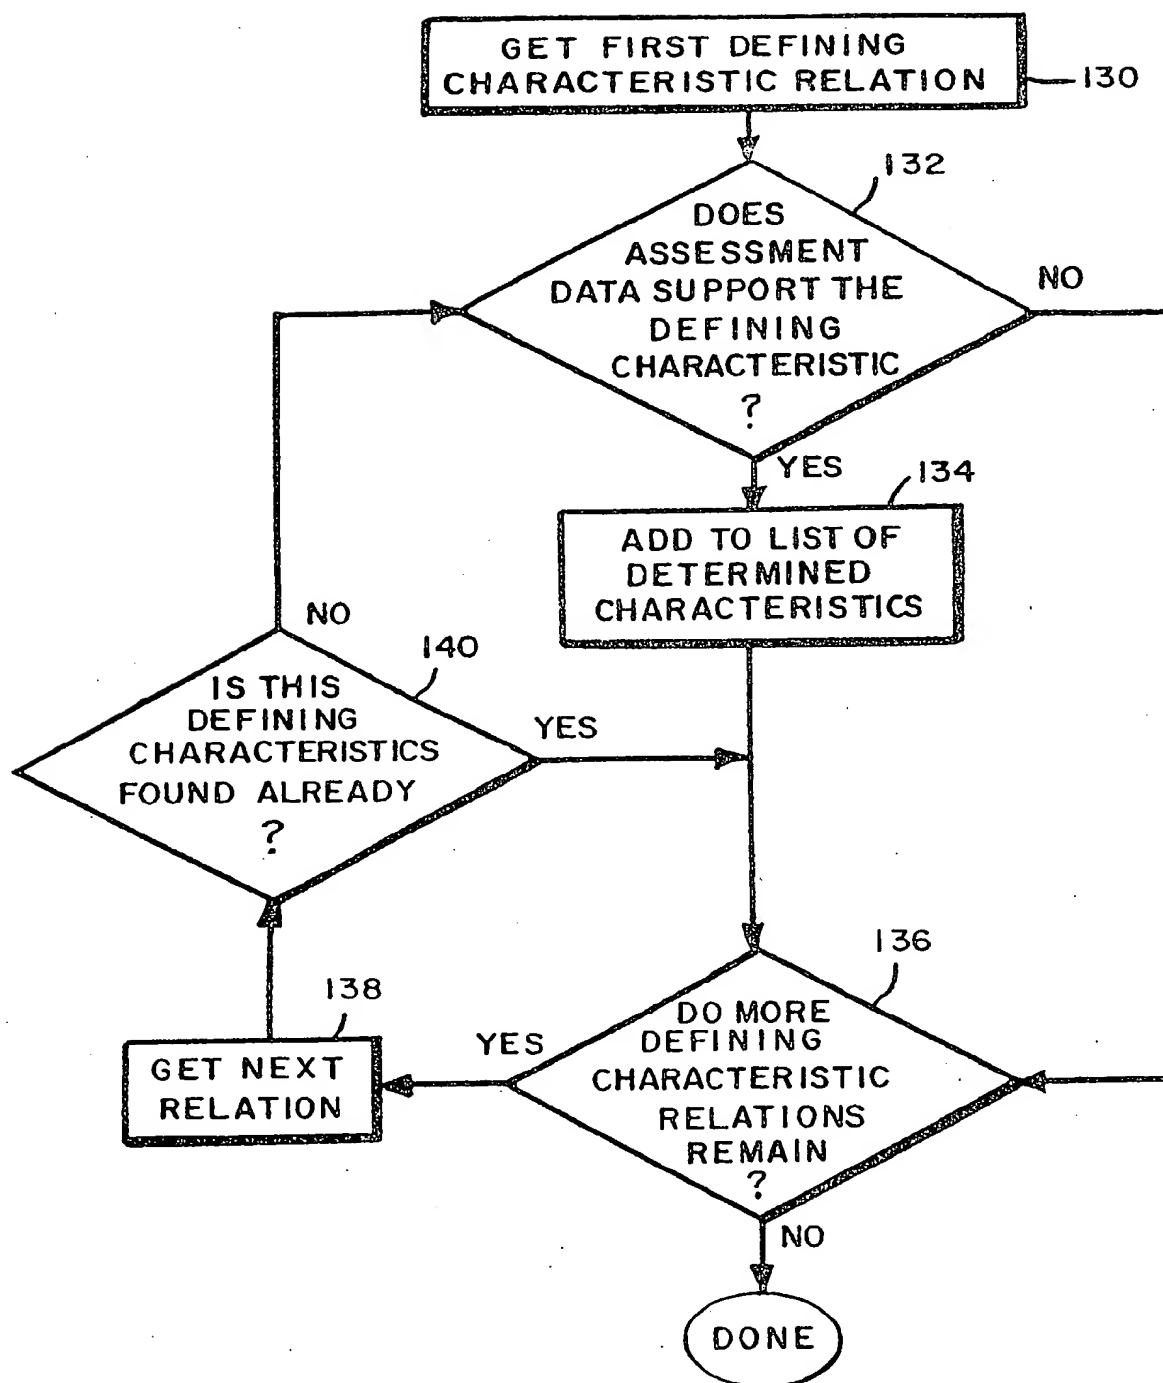 GET FIRST DEFINING
CHARACTERISTIC RELATION
130
132
DOES
ASSESSMENT
DATA SUPPORT THE
DEFINING
CHARACTERISTIC
?
NO
YES
134
ADD TO LIST OF
DETERMINED
CHARACTERISTICS
NO
140
IS THIS
DEFINING
CHARACTERISTICS
FOUND ALREADY
?
YES
136
DO MORE
DEFINING
CHARACTERISTIC
RELATIONS
REMAIN
?
YES
138
GET NEXT
RELATION
NO
DONE